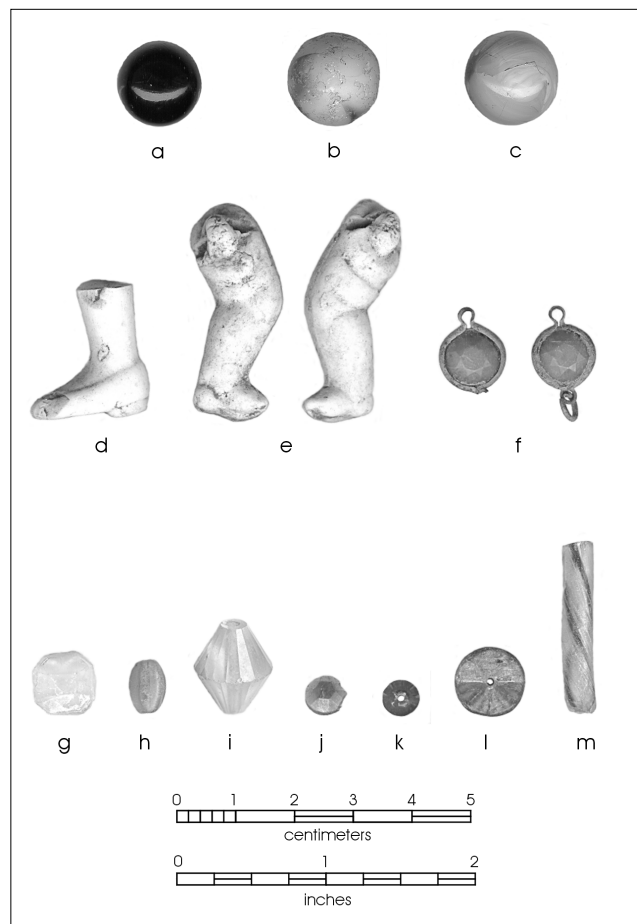 a b c
d e f
g h i j k l m
0 1 2 3 4 5
centimeters
0 1 2
inches